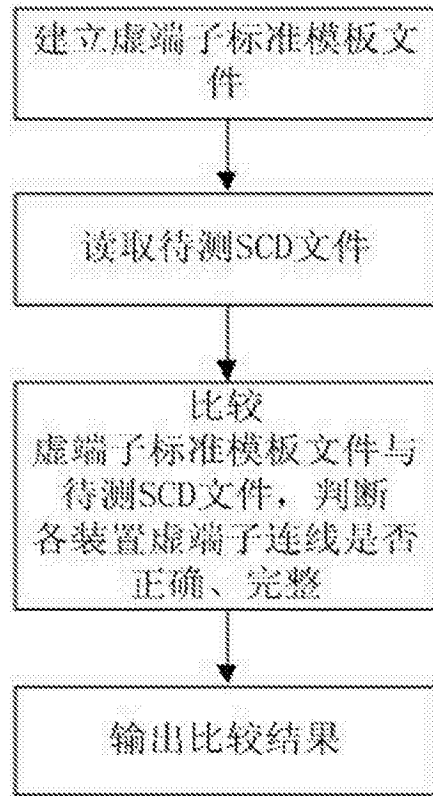 建立虚端子标准模板文
件
读取待测SCD文件
比较
虚端子标准模板文件与
待测SCD文件，判断
各装置虚端子连线是否
正确、完整
输出比较结果